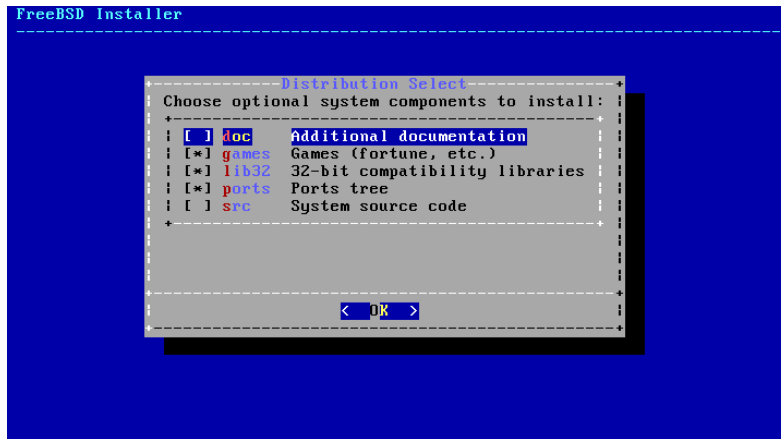 FreeBSD Installer
Distribution Select
Choose optional system components to install:
[ ] doc Additional documentation
[*] games Games (fortune, etc.)
[*] lib32 32-bit compatibility libraries
[*] ports Ports tree
[ ] src System source code
< OK >